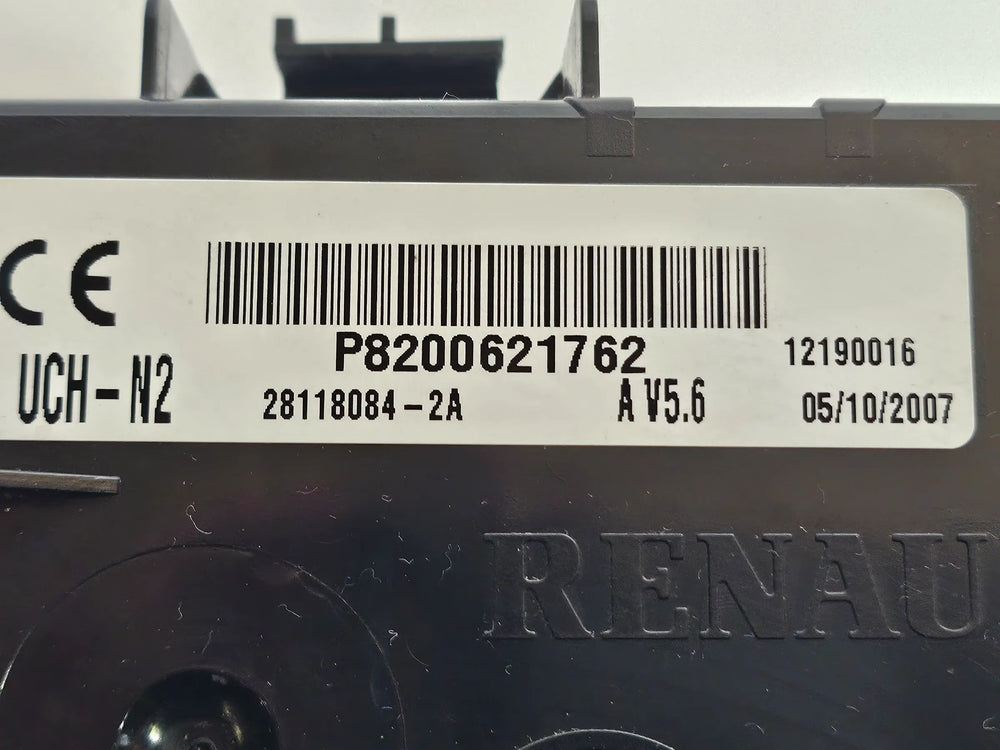 CE
P8200621762
12190016
UCH-N2
28118084-2A
A V5.6
05/10/2007
RENAU